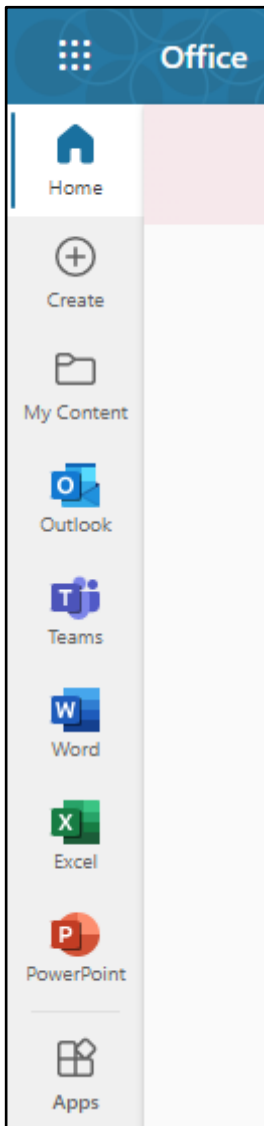 Office
Home
Create
My Content
O
Outlook
T
Teams
W
Word
X
Excel
P
PowerPoint
Apps